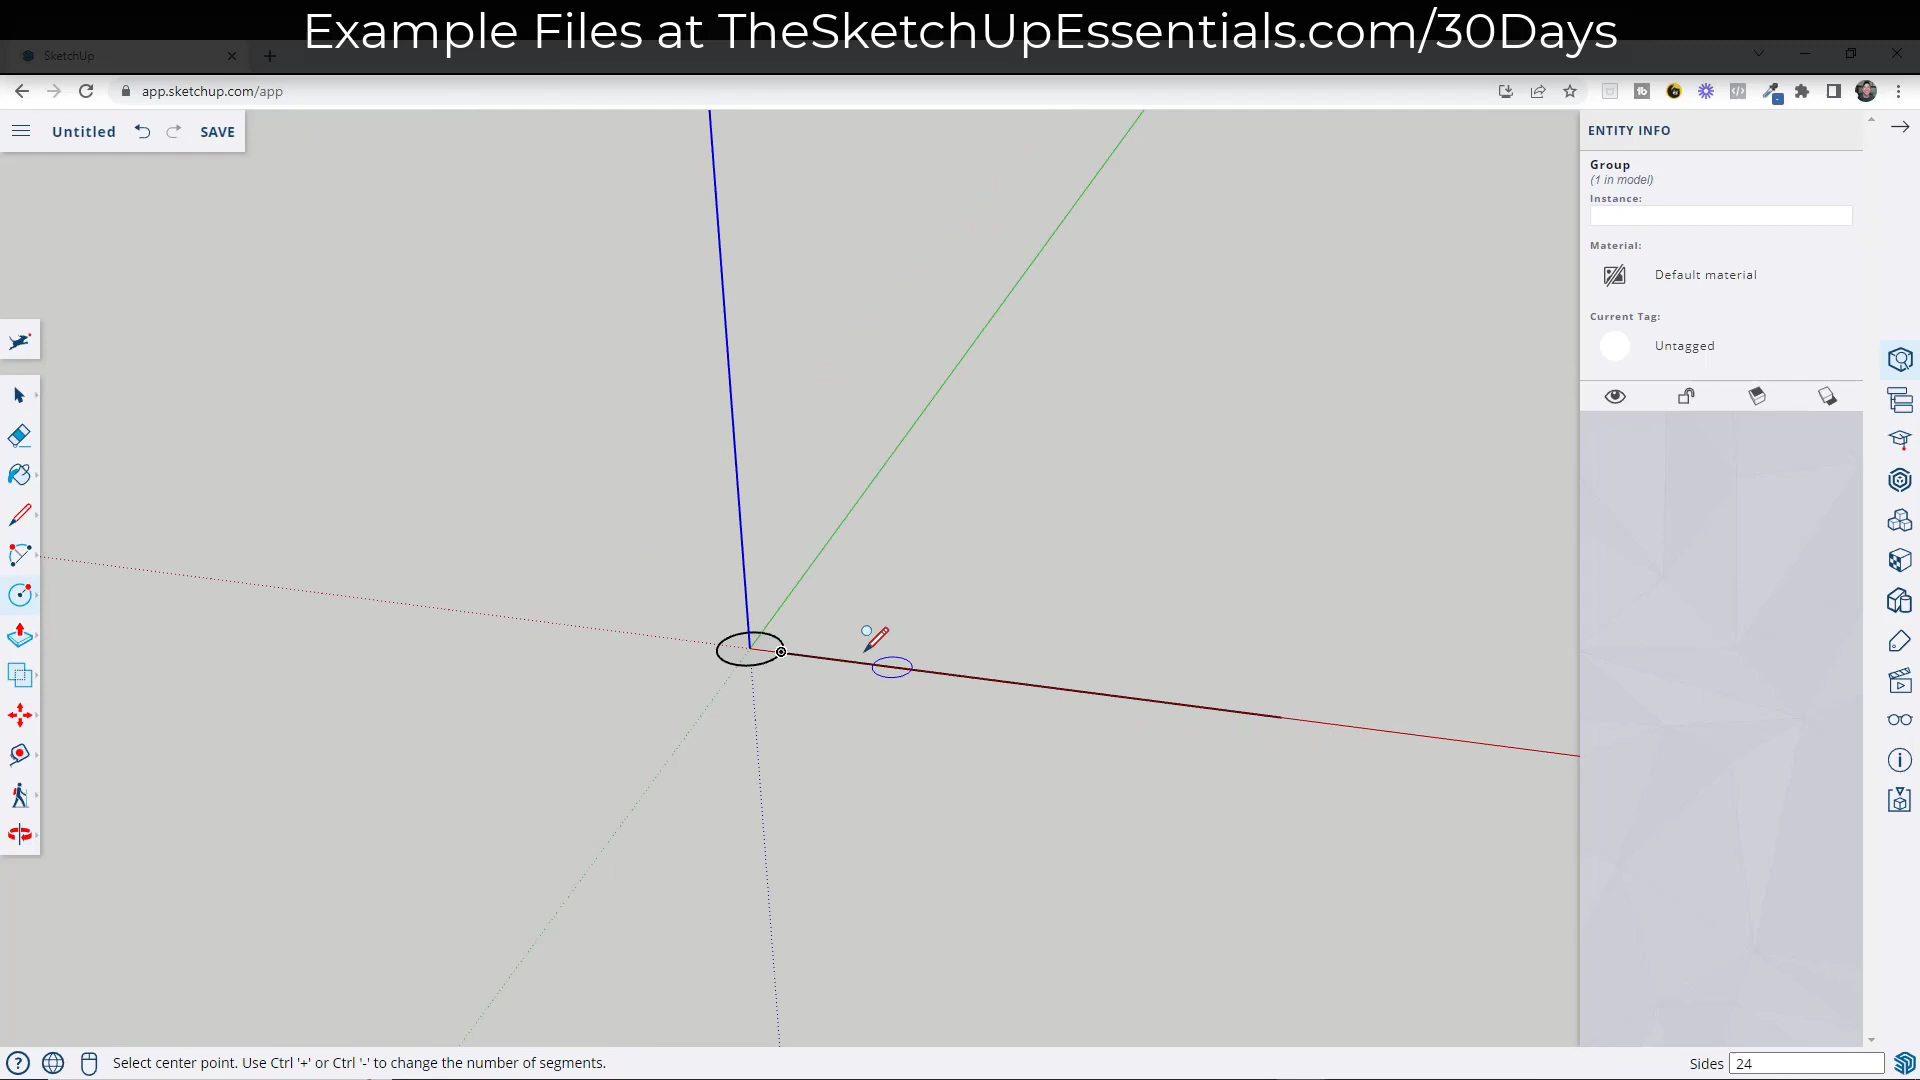 Example Files at TheSketchUpEssentials.com/30Days
SketchUp
app.sketchup.com/app
Untitled
SAVE
ENTITY INFO
Group
(1 in model)
Instance:
Material:
Default material
Current Tag:
Untagged
Select center point. Use Ctrl '+' or Ctrl '-' to change the number of segments.
Sides 24